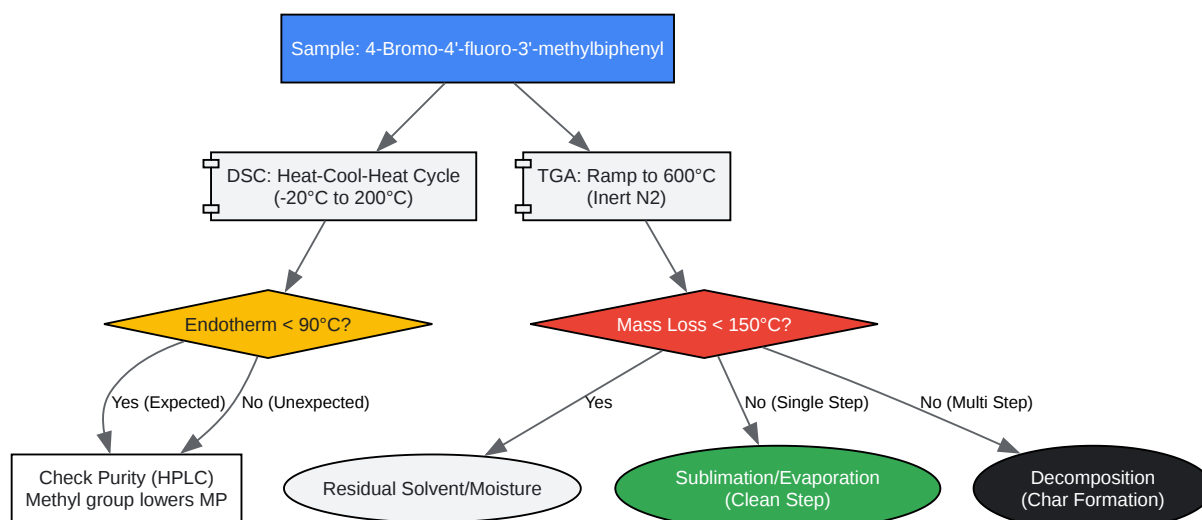 Sample: 4-Bromo-4'-fluoro-3'-methylbiphenyl
DSC: Heat-Cool-Heat Cycle
(-20°C to 200°C)
TGA: Ramp to 600°C
(Inert N2)
Endotherm < 90°C?
Mass Loss < 150°C?
Yes (Expected)
No (Unexpected)
Yes
No (Single Step)
No (Multi Step)
Check Purity (HPLC)
Methyl group lowers MP
Residual Solvent/Moisture
Sublimation/Evaporation
(Clean Step)
Decomposition
(Char Formation)